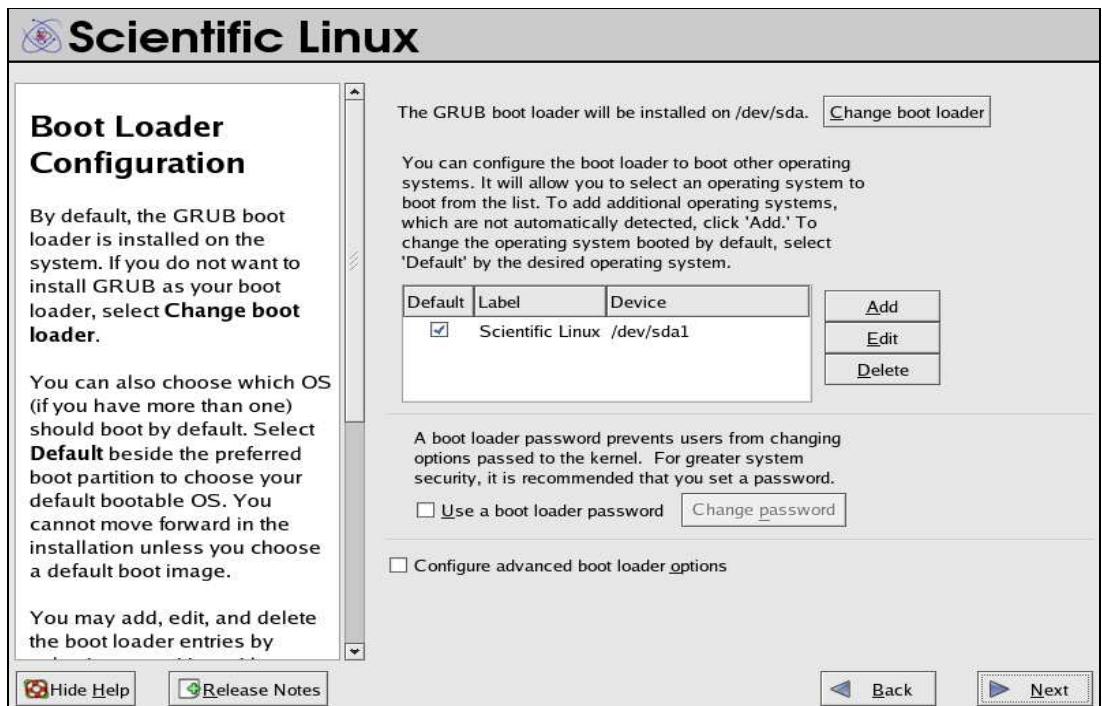 Scientific Linux
Boot Loader
Configuration
By default, the GRUB boot
loader is installed on the
system. If you do not want to
install GRUB as your boot
loader, select Change boot
loader.
You can also choose which OS
(if you have more than one)
should boot by default. Select
Default beside the preferred
boot partition to choose your
default bootable OS. You
cannot move forward in the
installation unless you choose
a default boot image.
You may add, edit, and delete
the boot loader entries by
The GRUB boot loader will be installed on /dev/sda. Change boot loader
You can configure the boot loader to boot other operating
systems. It will allow you to select an operating system to
boot from the list. To add additional operating systems,
which are not automatically detected, click 'Add.' To
change the operating system booted by default, select
'Default' by the desired operating system.
Default Label Device
Scientific Linux /dev/sda1
Add
Edit
Delete
A boot loader password prevents users from changing
options passed to the kernel. For greater system
security, it is recommended that you set a password.
Use a boot loader password Change password
Configure advanced boot loader options
Hide Help Release Notes Back Next